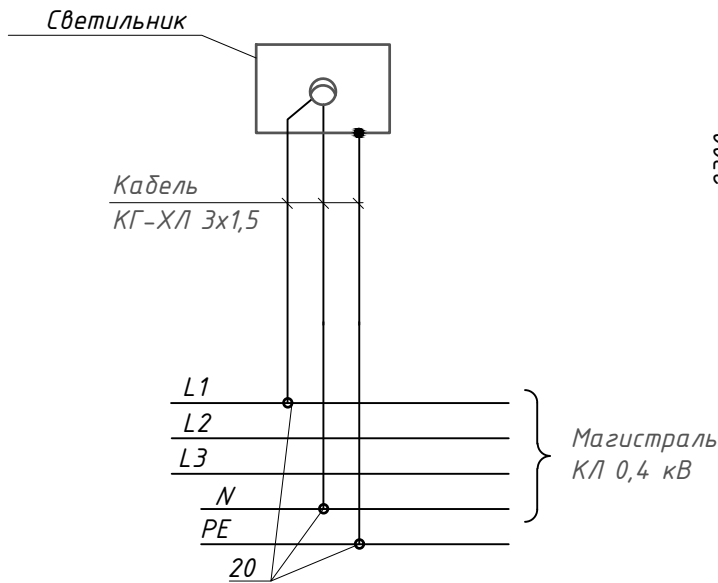 Светильник
Кабель
КГ-ХЛ 3х1,5
L1
L2
L3
N
PE
20
Магистраль
КЛ 0,4 кВ